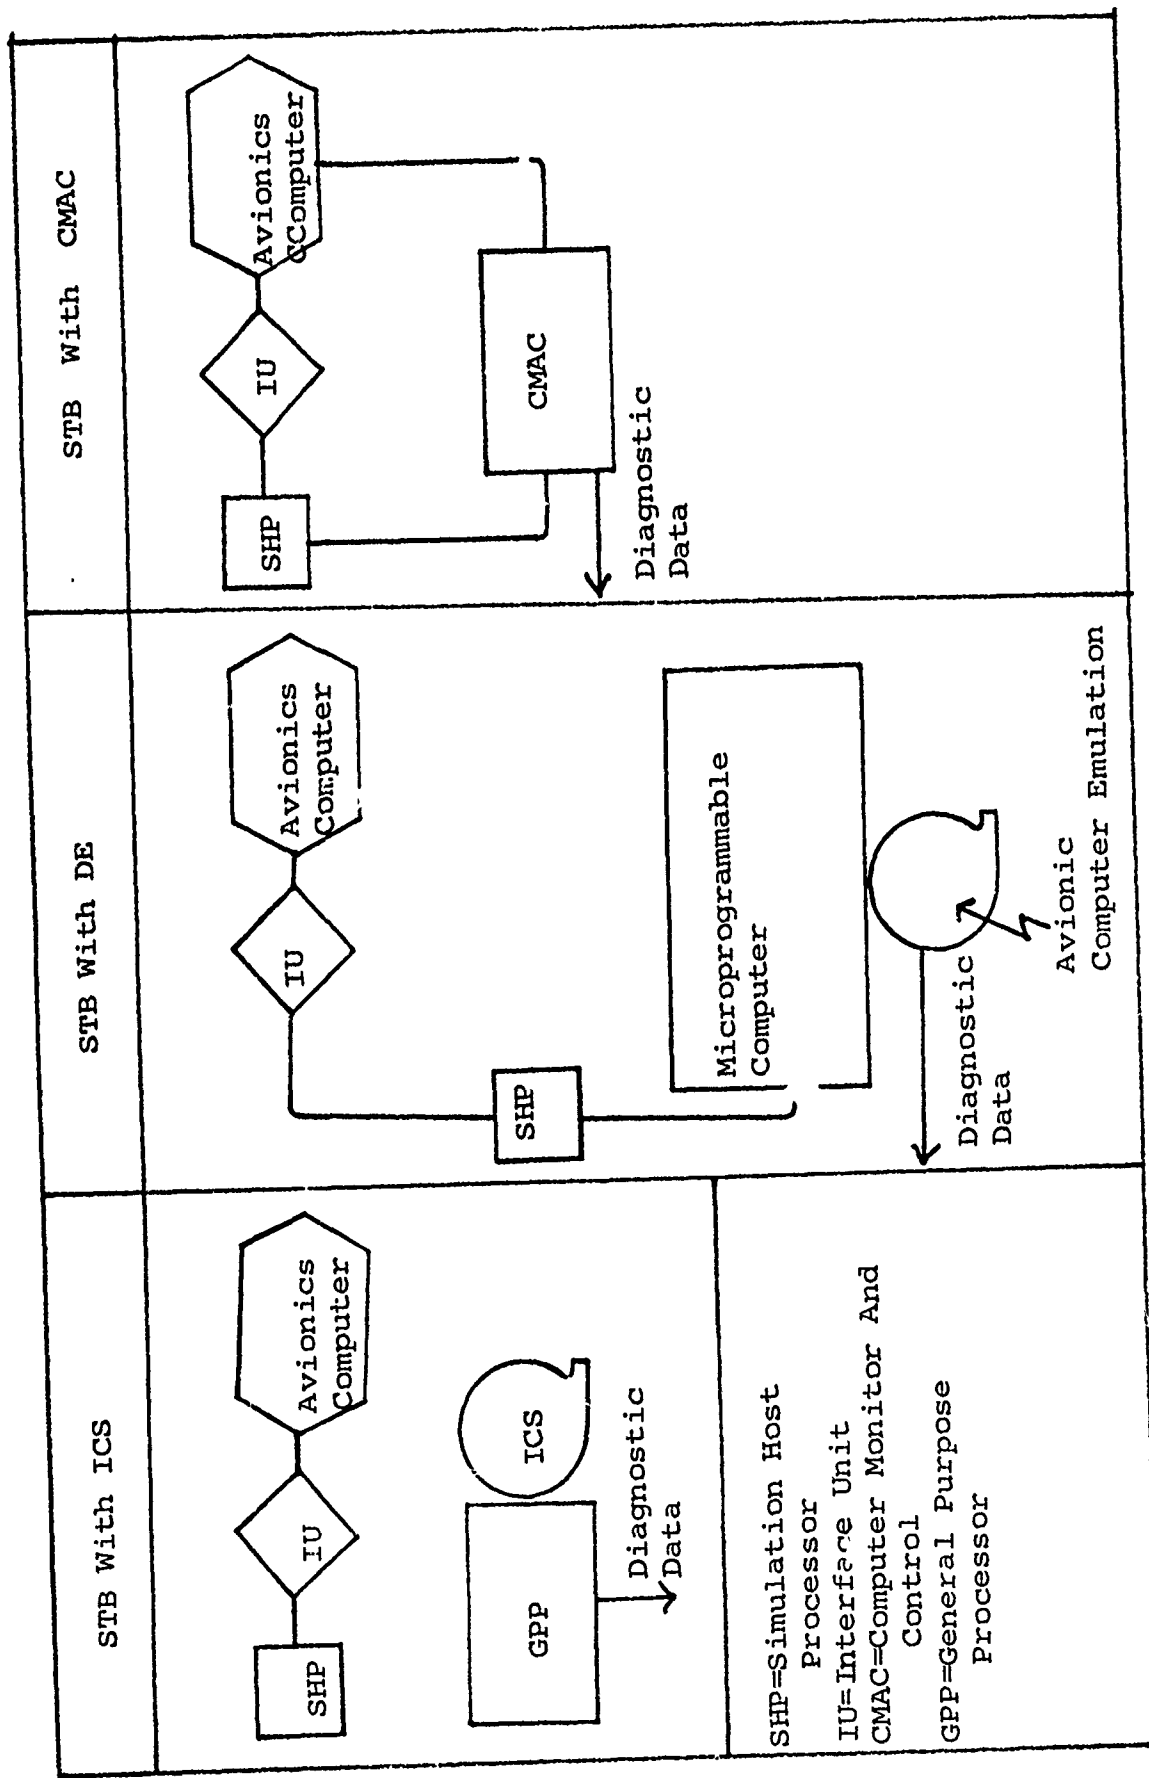 STB With ICS
SHP
IU
Avionics
Computer
GPP
ICS
Diagnostic
Data
SHP=Simulation Host
Processor
IU=Interface Unit
CMAC=Computer Monitor And
Control
GPP=General Purpose
Processor
STB With DE
IU
Avionics
Computer
SHP
Microprogrammable
Computer
Diagnostic
Data
Avionic
Computer Emulation
STB With CMAC
SHP
IU
Avionics
CComputer
CMAC
Diagnostic
Data